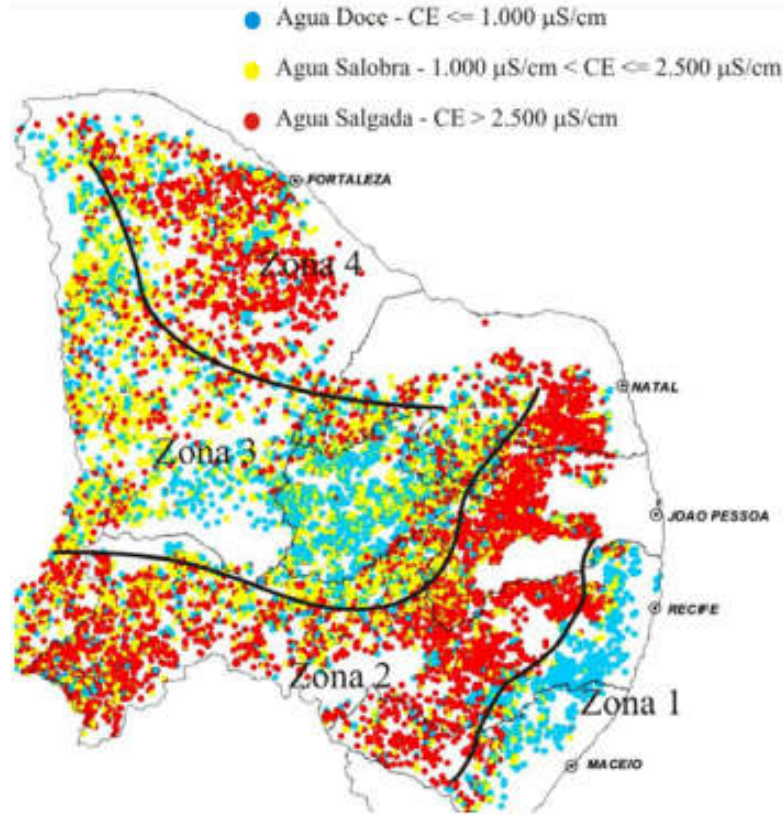 Agua Doce - CE <= 1.000 µS/cm
Agua Salobra - 1.000 µS/cm < CE <= 2.500 µS/cm
Agua Salgada - CE > 2.500 µS/cm
FORTALEZA
Zona 4
NATAL
Zona 3
JOAO PESSOA
RECIFE
Zona 2
Zona 1
MACEIO